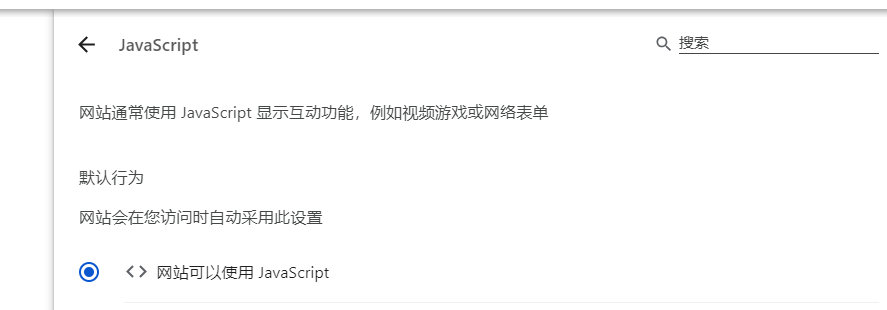 JavaScript
搜索
网站通常使用 JavaScript 显示互动功能，例如视频游戏或网络表单
默认行为
网站会在您访问时自动采用此设置
网站可以使用 JavaScript